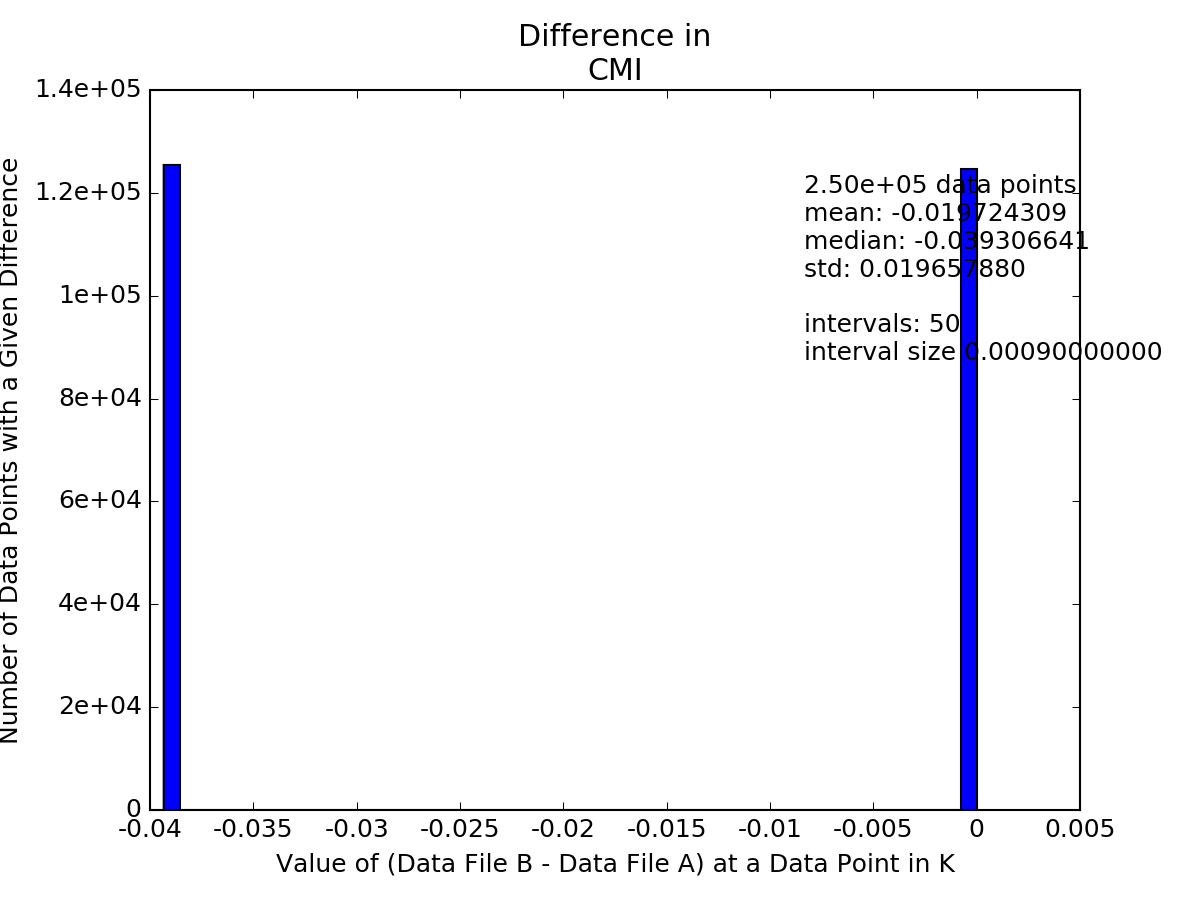 Difference in
CMI
1.4e+05
1.2e+05
1e+05
8e+04
6e+04
4e+04
2e+04
0
Number of Data Points with a Given Difference
2.50e+05 data points
mean: -0.019724309
median: -0.039306641
std: 0.019657880
intervals: 50
interval size 0.00090000000
-0.04 -0.035 -0.03 -0.025 -0.02 -0.015 -0.01 -0.005 0 0.005
Value of (Data File B - Data File A) at a Data Point in K